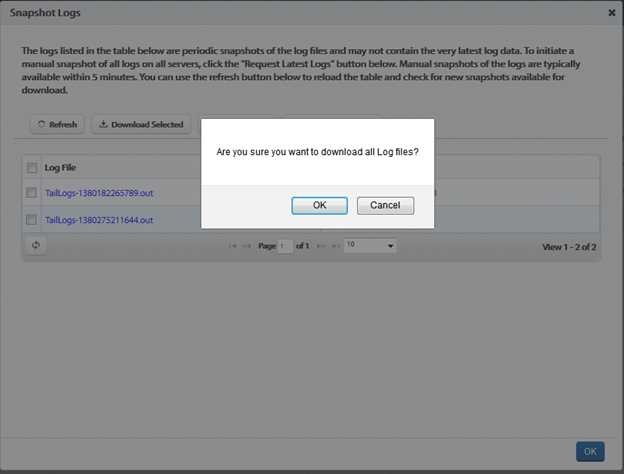 Snapshot Logs
The logs listed in the table below are periodic snapshots of the log files and may not contain the very latest log data. To initiate a
manual snapshot of all logs on all servers, click the "Request Latest Logs" button below. Manual snapshots of the logs are typically
available within 5 minutes. You can use the refresh button below to reload the table and check for new snapshots available for
download.
Refresh Download Selected
Are you sure you want to download all Log files?
OK Cancel
Log File
TailLogs-1380182265789.out
TailLogs-1380275211644.out
Page 1 of 1 10 View 1 - 2 of 2
OK